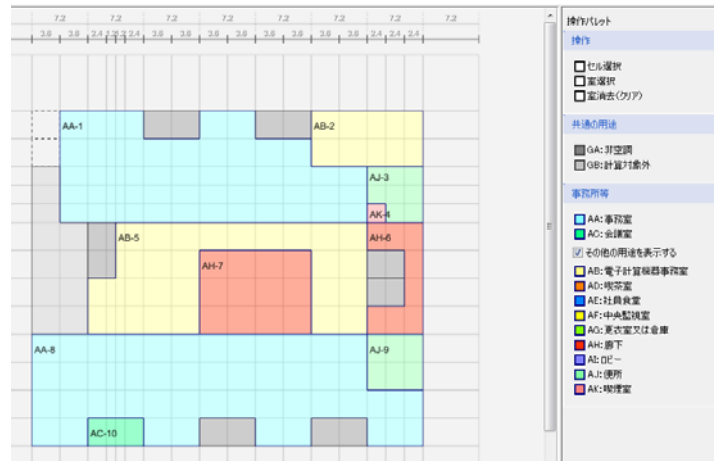 7.2 7.2 7.2 7.2 7.2 7.2 7.2 7.2
3.6 3.6 2.4 3.6 3.6 3.6 3.6 3.6 3.6 2.4 2.4 2.4
AA-1
AB-2
AJ-3
AK-4
AB-5
AH-6
AH-7
AA-8
AJ-9
AC-10
操作パレット
操作
セル選択
室選択
室消去(クリア)
共通の用途
GA:非空調
GB:計算対象外
事務所等
AA:事務室
AC:会議室
その他の用途を表示する
AB:電子計算機器事務室
AD:喫茶室
AE:社員食堂
AF:中央監視室
AG:更衣室又は倉庫
AH:廊下
AI:ロビー
AJ:便所
AK:喫煙室